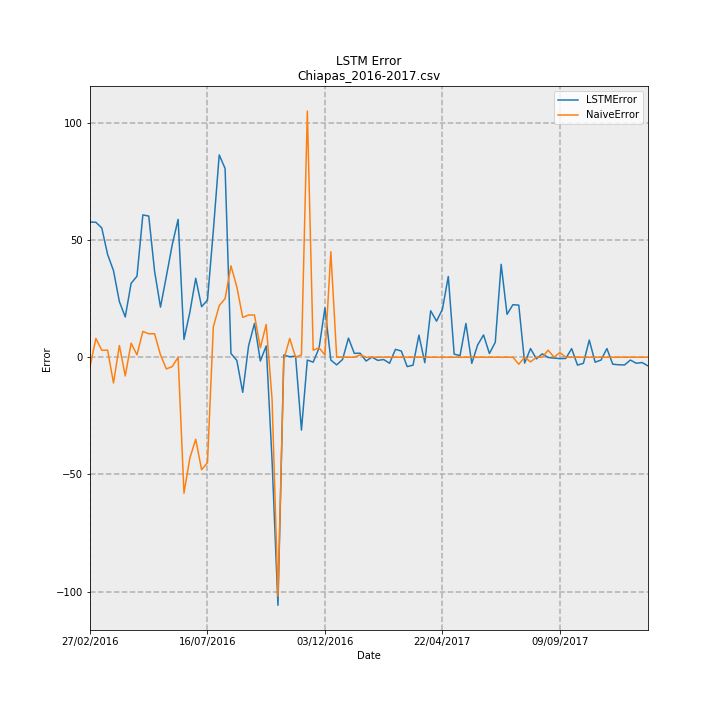 LSTM Error
Chiapas_2016-2017.csv
LSTMError
NaiveError
100
50
0
−50
−100
Error
27/02/2016
16/07/2016
03/12/2016
22/04/2017
09/09/2017
Date